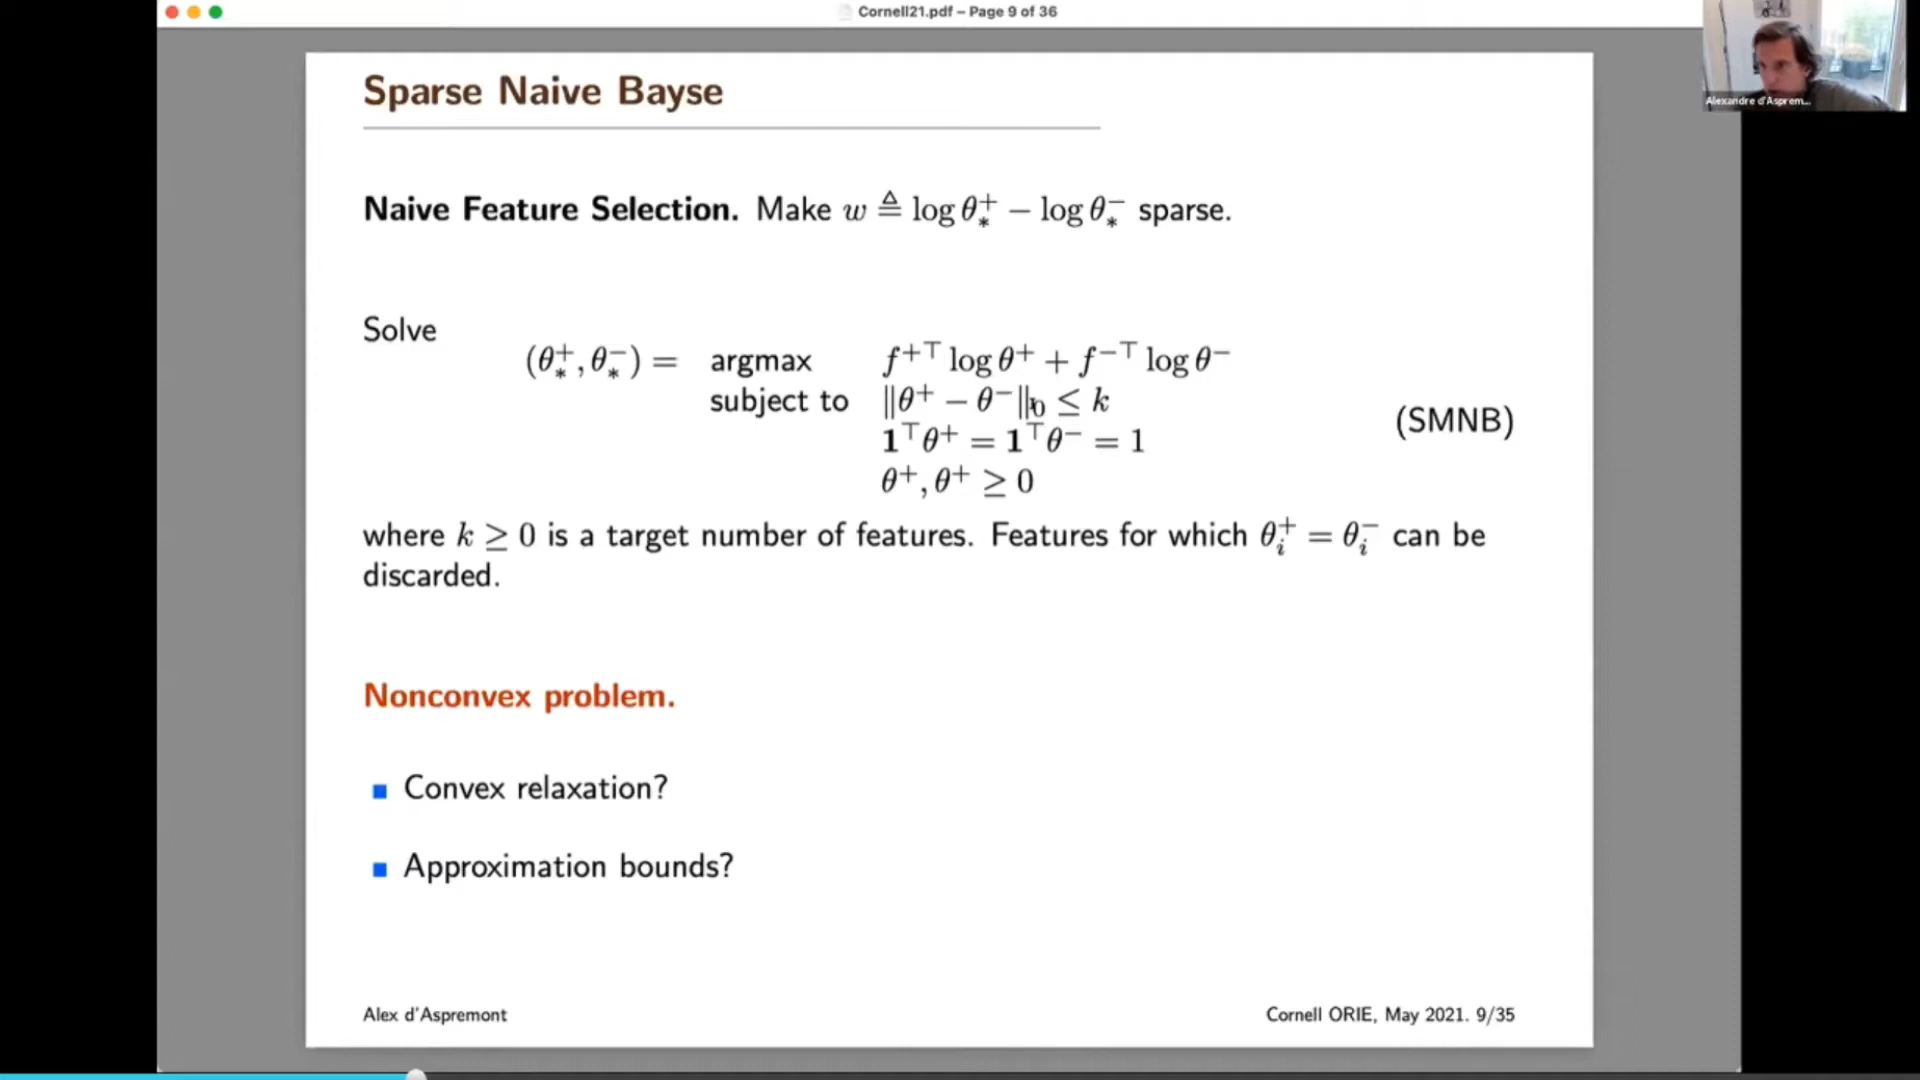 Cornell21.pdf – Page 9 of 36
Alexandre d'Asprem...
Sparse Naive Bayse
Naive Feature Selection. Make w ≜ log θ₊* − log θ₋* sparse.
Solve
(θ₊*, θ₋*) = argmax f⁺ᵀ log θ⁺ + f⁻ᵀ log θ⁻
subject to ‖θ⁺ − θ⁻‖₀ ≤ k
1ᵀθ⁺ = 1ᵀθ⁻ = 1
(SMNB)
θ⁺, θ⁺ ≥ 0
where k ≥ 0 is a target number of features. Features for which θᵢ⁺ = θᵢ⁻ can be
discarded.
Nonconvex problem.
■ Convex relaxation?
■ Approximation bounds?
Alex d'Aspremont
Cornell ORIE, May 2021. 9/35